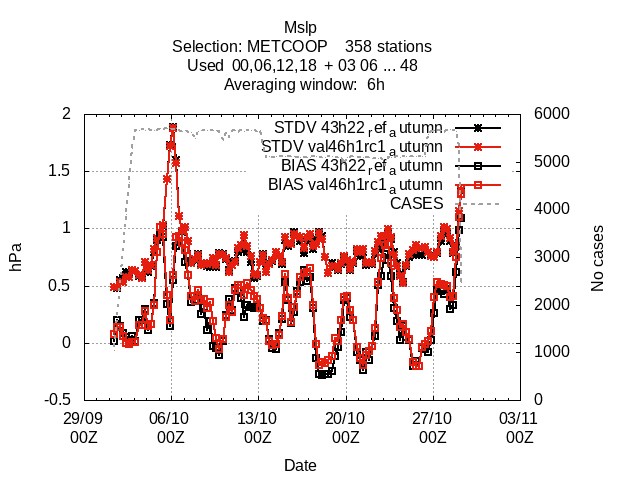 Mslp
Selection: METCOOP    358 stations
Used  00,06,12,18  + 03 06 ... 48
Averaging window:  6h
STDV 43h22_ref_autumn
STDV val46h1rc1_autumn
BIAS 43h22_ref_autumn
BIAS val46h1rc1_autumn
CASES
hPa
2
1.5
1
0.5
0
-0.5
No cases
6000
5000
4000
3000
2000
1000
0
29/09 06/10 13/10 20/10 27/10 03/11
00Z 00Z 00Z 00Z 00Z 00Z
Date